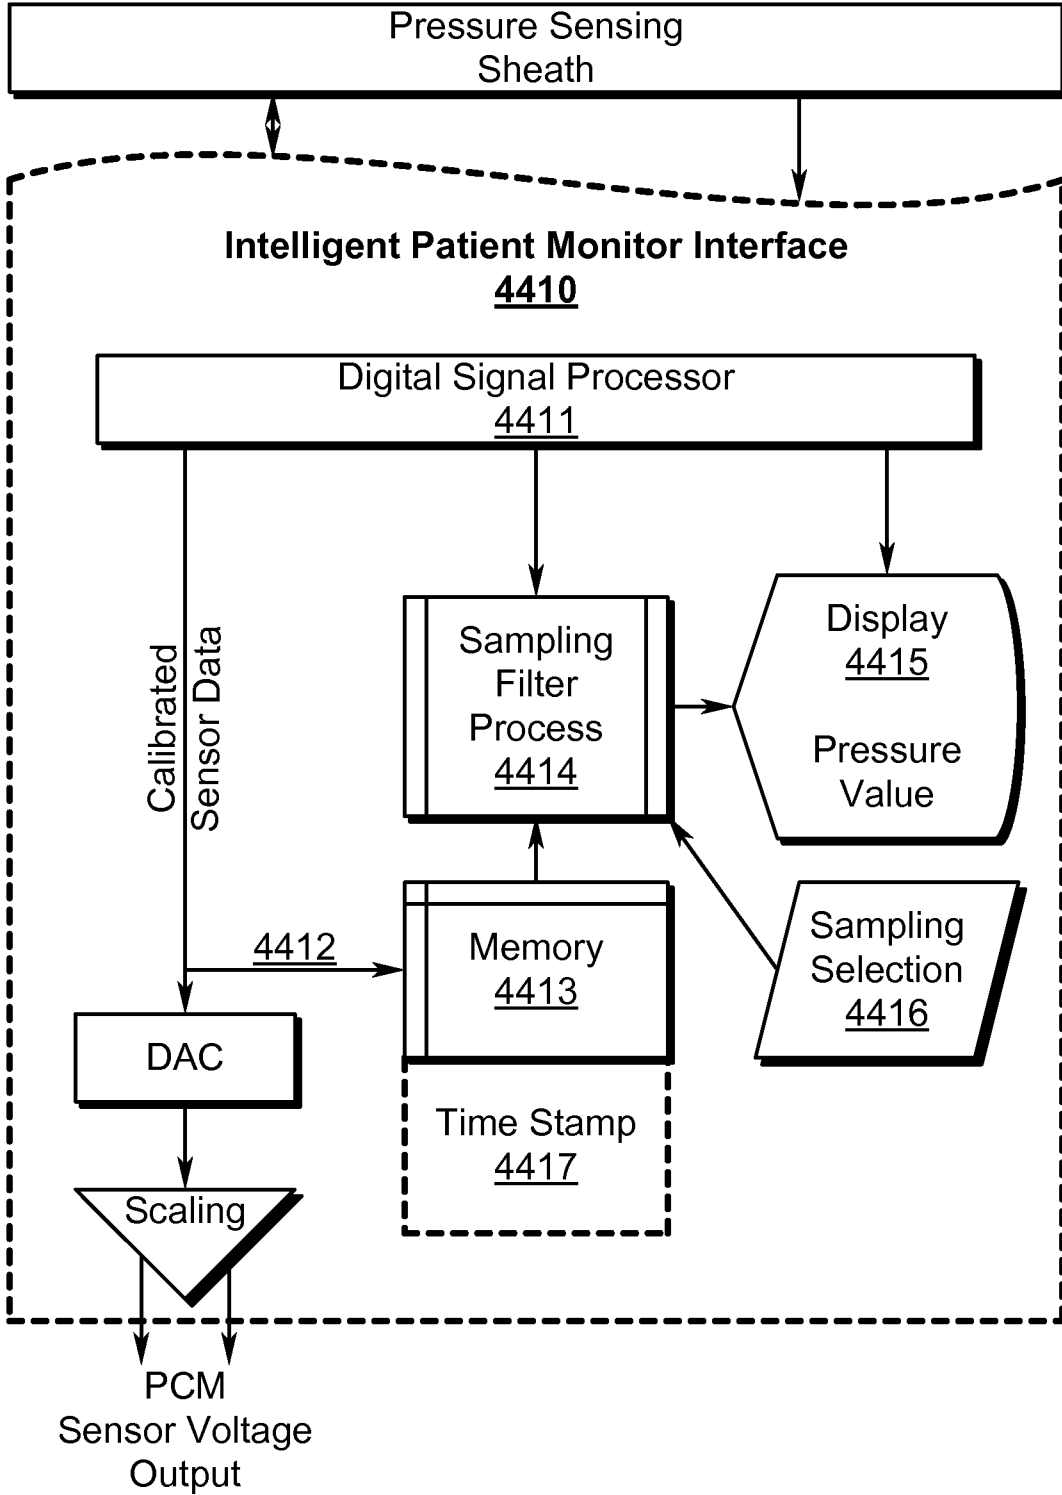 Pressure Sensing
Sheath
Intelligent Patient Monitor Interface
4410
Digital Signal Processor
4411
Calibrated
Sensor Data
Sampling
Filter
Process
4414
Display
4415
Pressure
Value
4412
Memory
4413
Sampling
Selection
4416
DAC
Time Stamp
4417
Scaling
PCM
Sensor Voltage
Output